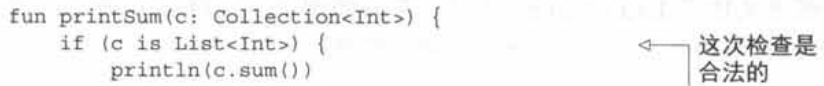 fun printSum(c: Collection<Int>) {
    if (c is List<Int>) {
这次检查是
合法的
        println(c.sum())